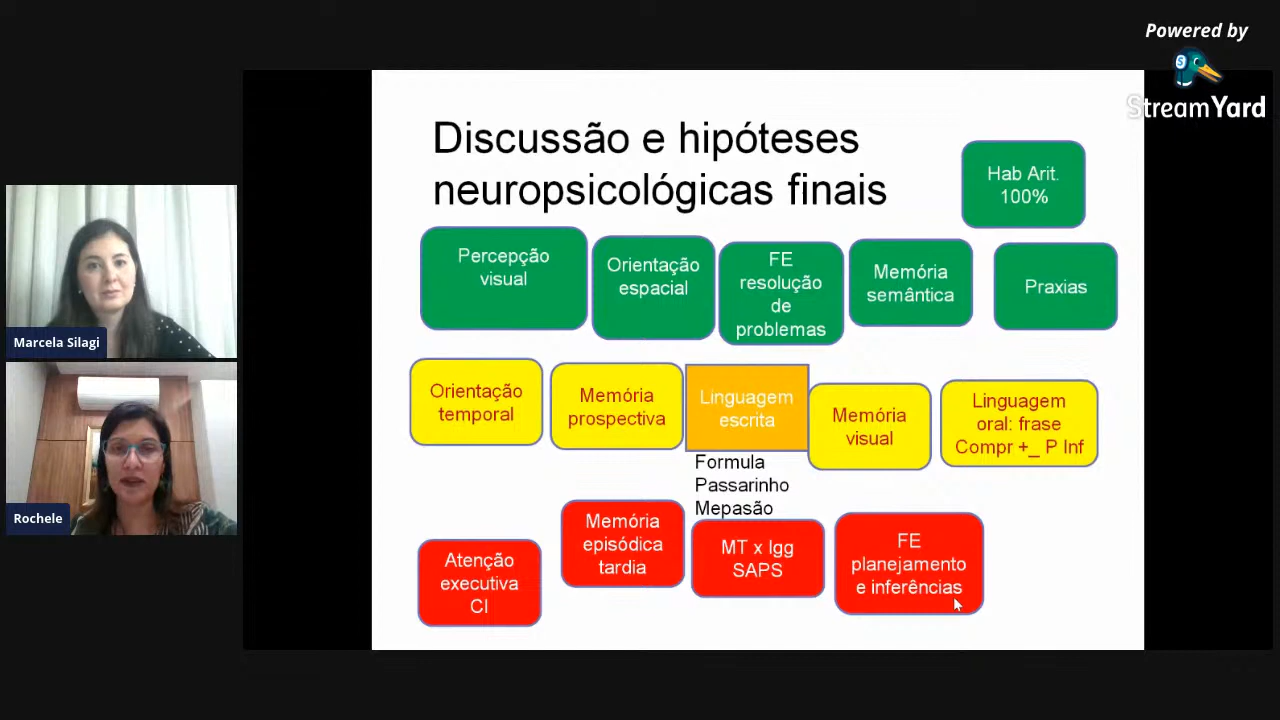 Powered by
StreamYard
Discussão e hipóteses
neuropsicológicas finais
Hab Arit.
100%
Percepção
visual
Orientação
espacial
FE
resolução
de
problemas
Memória
semântica
Praxias
Marcela Silagi
Orientação
temporal
Memória
prospectiva
Linguagem
escrita
Memória
visual
Linguagem
oral: frase
Compr +_ P Inf
Formula
Passarinho
Mepasão
Rochele
Atenção
executiva
CI
Memória
episódica
tardia
MT x lgg
SAPS
FE
planejamento
e inferências